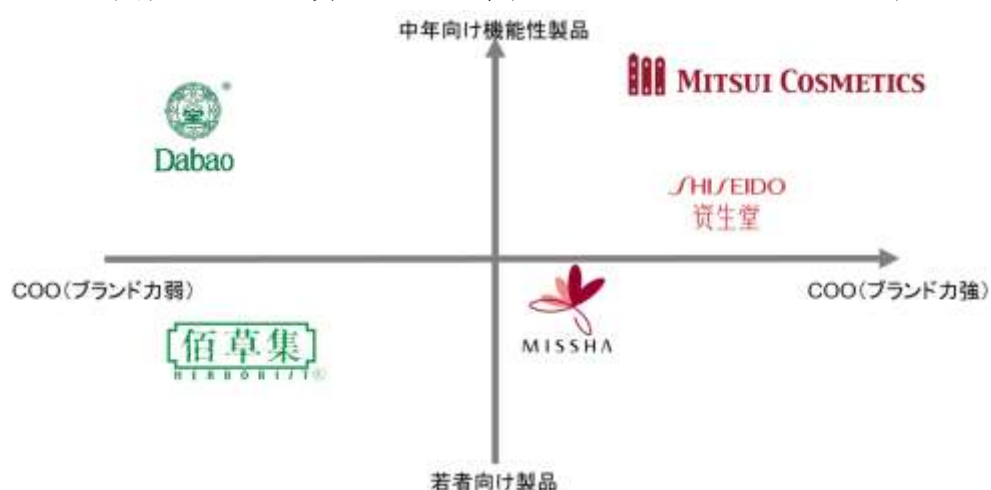 中年向け機能性製品
MITSUI COSMETICS
Dabao
SHISEIDO
资生堂
COO(ブランド力弱)
COO(ブランド力強)
佰草集
HERBORIST
MISSHA
若者向け製品